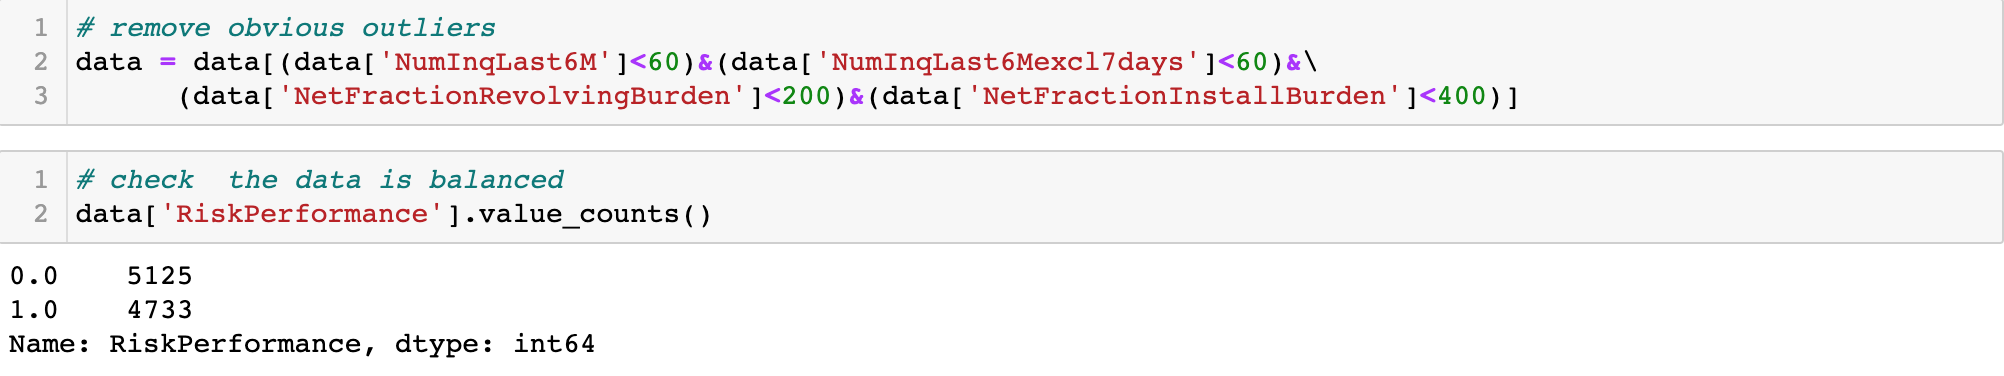 1 # remove obvious outliers
2 data = data[(data['NumInqLast6M']<60)&(data['NumInqLast6Mexcl7days']<60)&\
3       (data['NetFractionRevolvingBurden']<200)&(data['NetFractionInstallBurden']<400)]
1 # check  the data is balanced
2 data['RiskPerformance'].value_counts()
0.0    5125
1.0    4733
Name: RiskPerformance, dtype: int64